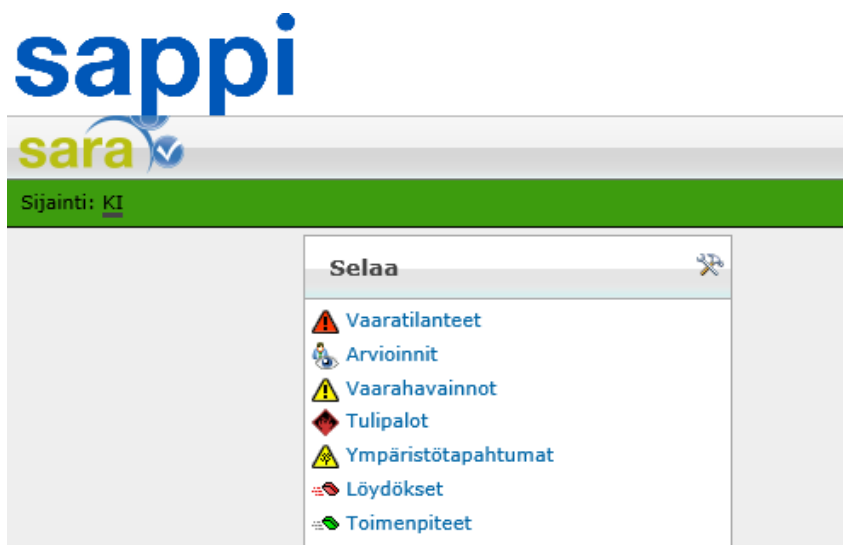 sappi
sara
Sijainti: KI
Selaa
Vaaratilanteet
Arvioinnit
Vaarahavainnot
Tulipalot
Ympäristötapahtumat
Löydökset
Toimenpiteet